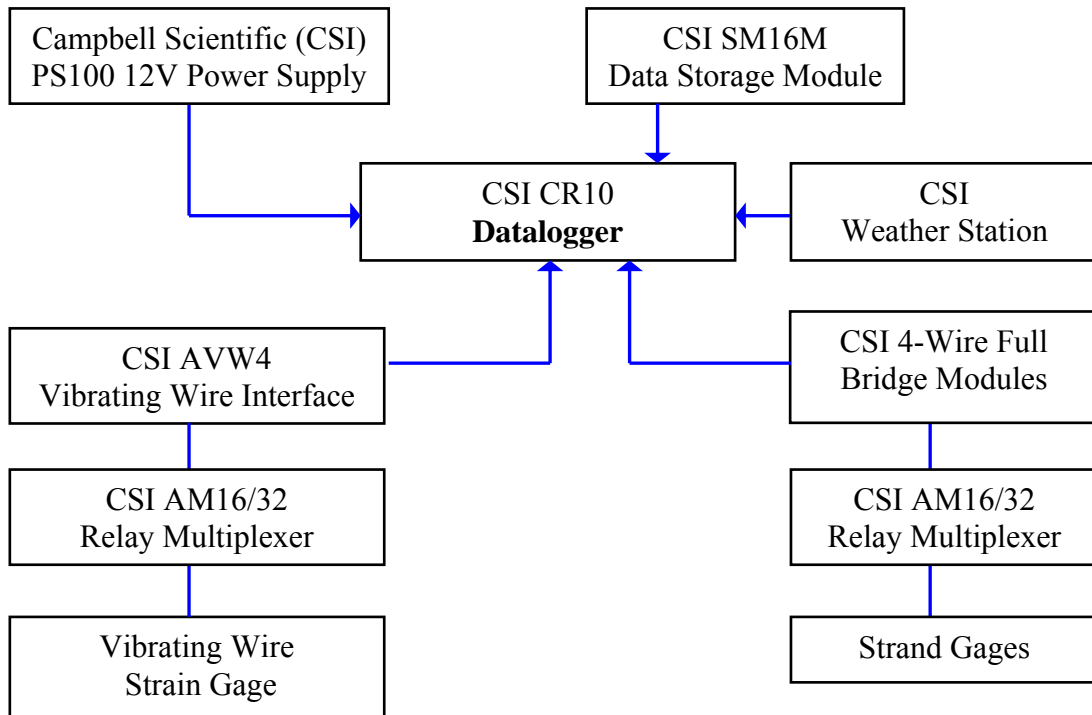 Campbell Scientific (CSI)
PS100 12V Power Supply
CSI SM16M
Data Storage Module
CSI CR10
Datalogger
CSI
Weather Station
CSI AVW4
Vibrating Wire Interface
CSI 4-Wire Full
Bridge Modules
CSI AM16/32
Relay Multiplexer
CSI AM16/32
Relay Multiplexer
Vibrating Wire
Strain Gage
Strand Gages